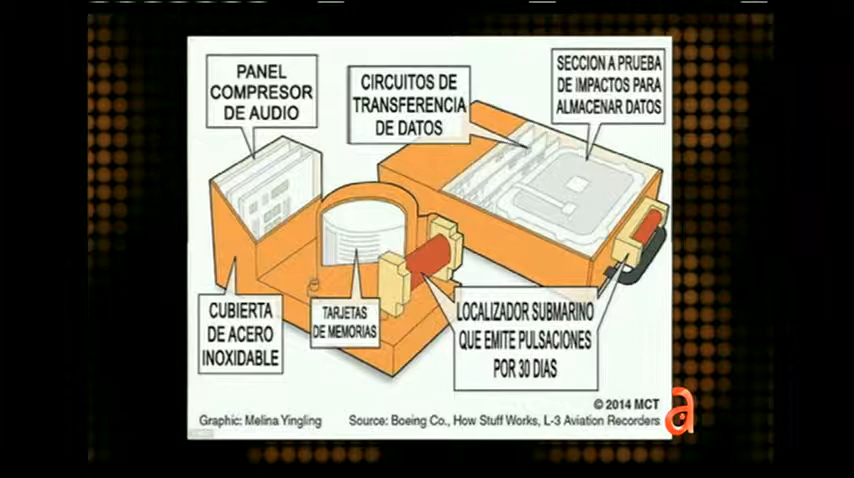 PANEL
COMPRESOR
DE AUDIO
CIRCUITOS DE
TRANSFERENCIA
DE DATOS
SECCION A PRUEBA
DE IMPACTOS PARA
ALMACENAR DATOS
CUBIERTA
DE ACERO
INOXIDABLE
TARJETAS
DE MEMORIAS
LOCALIZADOR SUBMARINO
QUE EMITE PULSACIONES
POR 30 DIAS
© 2014 MCT
Graphic: Melina Yingling
Source: Boeing Co., How Stuff Works, L-3 Aviation Recorders
a